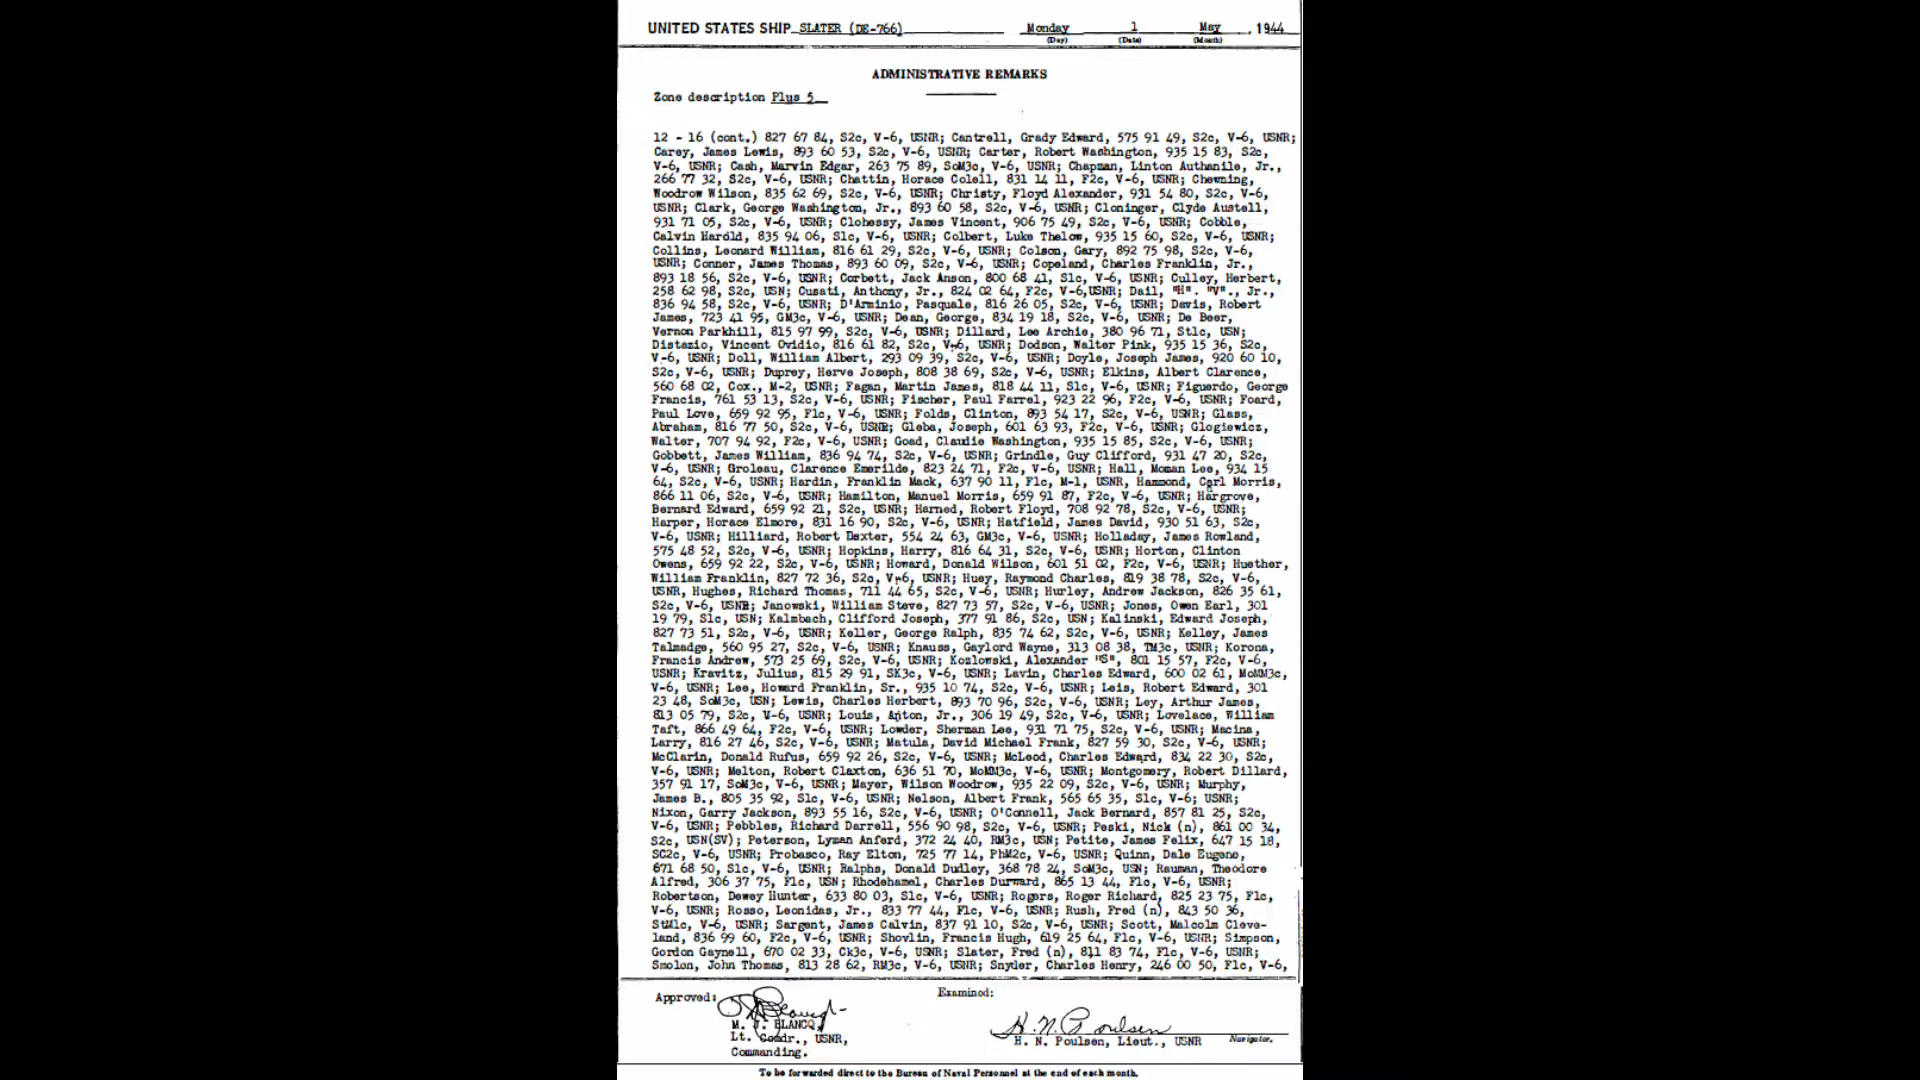 UNITED STATES SHIP SLATER (DE-766) Monday 1 May , 1944
(Day) (Date) (Month)
ADMINISTRATIVE REMARKS
Zone description Plus 5
12 - 16 (cont.) 827 67 84, S2c, V-6, USNR; Cantrell, Grady Edward, 575 91 49, S2c, V-6, USNR;
Carey, James Lewis, 893 60 53, S2c, V-6, USNR; Carter, Robert Washington, 935 15 83, S2c,
V-6, USNR; Cash, Marvin Edgar, 263 75 89, SoM3c, V-6, USNR; Chapman, Linton Authanile, Jr.,
266 77 32, S2c, V-6, USNR; Chattin, Horace Colell, 831 14 11, F2c, V-6, USNR; Chewning,
Woodrow Wilson, 835 62 69, S2c, V-6, USNR; Christy, Floyd Alexander, 931 54 80, S2c, V-6,
USNR; Clark, George Washington, Jr., 893 60 58, S2c, V-6, USNR; Cloninger, Clyde Austell,
931 71 05, S2c, V-6, USNR; Clohessy, James Vincent, 906 75 49, S2c, V-6, USNR; Cobble,
Calvin Harold, 835 94 06, S1c, V-6, USNR; Colbert, Luke Thelow, 935 15 60, S2c, V-6, USNR;
Collins, Leonard William, 816 61 29, S2c, V-6, USNR; Colson, Gary, 892 75 98, S2c, V-6,
USNR; Conner, James Thomas, 893 60 09, S2c, V-6, USNR; Copeland, Charles Franklin, Jr.,
893 18 56, S2c, V-6, USNR; Corbett, Jack Anson, 800 68 41, S1c, V-6, USNR; Culley, Herbert,
258 62 98, S2c, USN; Cusati, Anthony, Jr., 824 02 64, F2c, V-6,USNR; Dail, "H". "V"., Jr.,
836 94 58, S2c, V-6, USNR; D'Arminio, Pasquale, 816 26 05, S2c, V-6, USNR; Davis, Robert
James, 723 41 95, GM3c, V-6, USNR; Dean, George, 834 19 18, S2c, V-6, USNR; De Beer,
Vernon Parkhill, 815 97 99, S2c, V-6, USNR; Dillard, Lee Archie, 380 96 71, St1c, USN;
Distazio, Vincent Ovidio, 816 61 82, S2c, V-6, USNR; Dodson, Walter Pink, 935 15 36, S2c,
V-6, USNR; Doll, William Albert, 293 09 39, S2c, V-6, USNR; Doyle, Joseph James, 920 60 10,
S2c, V-6, USNR; Duprey, Herve Joseph, 808 38 69, S2c, V-6, USNR; Elkins, Albert Clarence,
560 68 02, Cox., M-2, USNR; Fagan, Martin James, 818 44 11, S1c, V-6, USNR; Figuerdo, George
Francis, 761 53 13, S2c, V-6, USNR; Fischer, Paul Farrel, 923 22 96, F2c, V-6, USNR; Foard,
Paul Love, 659 92 95, F1c, V-6, USNR; Folds, Clinton, 893 54 17, S2c, V-6, USNR; Glass,
Abraham, 816 77 50, S2c, V-6, USNR; Gleba, Joseph, 601 63 93, F2c, V-6, USNR; Glogiewicz,
Walter, 707 94 92, F2c, V-6, USNR; Goad, Claudie Washington, 935 15 85, S2c, V-6, USNR;
Gobbett, James William, 836 94 74, S2c, V-6, USNR; Grindle, Guy Clifford, 931 47 20, S2c,
V-6, USNR; Groleau, Clarence Emerilde, 823 24 71, F2c, V-6, USNR; Hall, Moman Lee, 934 15
64, S2c, V-6, USNR; Hardin, Franklin Mack, 637 90 11, F1c, M-1, USNR, Hammond, Carl Morris,
866 11 06, S2c, V-6, USNR; Hamilton, Manuel Morris, 659 91 87, F2c, V-6, USNR; Hargrove,
Bernard Edward, 659 92 21, S2c, USNR; Harned, Robert Floyd, 708 92 78, S2c, V-6, USNR;
Harper, Horace Elmore, 831 16 90, S2c, V-6, USNR; Hatfield, James David, 930 51 63, S2c,
V-6, USNR; Hilliard, Robert Dexter, 554 24 63, GM3c, V-6, USNR; Holladay, James Rowland,
575 48 52, S2c, V-6, USNR; Hopkins, Harry, 816 64 31, S2c, V-6, USNR; Horton, Clinton
Owens, 659 92 22, S2c, V-6, USNR; Howard, Donald Wilson, 601 51 02, F2c, V-6, USNR; Huether,
William Franklin, 827 72 36, S2c, V-6, USNR; Huey, Raymond Charles, 819 38 78, S2c, V-6,
USNR, Hughes, Richard Thomas, 711 44 65, S2c, V-6, USNR; Hurley, Andrew Jackson, 826 35 61,
S2c, V-6, USNR; Janowski, William Steve, 827 73 57, S2c, V-6, USNR; Jones, Owen Earl, 301
19 79, S1c, USN; Kalmbach, Clifford Joseph, 377 91 86, S2c, USN; Kalinski, Edward Joseph,
827 73 51, S2c, V-6, USNR; Keller, George Ralph, 835 74 62, S2c, V-6, USNR; Kelley, James
Talmadge, 560 95 27, S2c, V-6, USNR; Knauss, Gaylord Wayne, 313 08 38, TM3c, USNR; Korona,
Francis Andrew, 573 25 69, S2c, V-6, USNR; Kozlowski, Alexander "S", 801 15 57, F2c, V-6,
USNR; Kravitz, Julius, 815 29 91, SK3c, V-6, USNR; Lavin, Charles Edward, 600 02 61, MoMM3c,
V-6, USNR; Lee, Howard Franklin, Sr., 935 10 74, S2c, V-6, USNR; Leis, Robert Edward, 301
23 48, SoM3c, USN; Lewis, Charles Herbert, 893 70 96, S2c, V-6, USNR; Ley, Arthur James,
813 05 79, S2c, V-6, USNR; Louis, Anton, Jr., 306 19 49, S2c, V-6, USNR; Lovelace, William
Taft, 866 49 64, F2c, V-6, USNR; Lowder, Sherman Lee, 931 71 75, S2c, V-6, USNR; Macina,
Larry, 816 27 46, S2c, V-6, USNR; Matula, David Michael Frank, 827 59 30, S2c, V-6, USNR;
McClarin, Donald Rufus, 659 92 26, S2c, V-6, USNR; McLeod, Charles Edward, 834 22 30, S2c,
V-6, USNR; Melton, Robert Claxton, 636 51 70, MoMM3c, V-6, USNR; Montgomery, Robert Dillard,
357 91 17, SoM3c, V-6, USNR; Mayer, Wilson Woodrow, 935 22 09, S2c, V-6, USNR; Murphy,
James B., 805 35 92, S1c, V-6, USNR; Nelson, Albert Frank, 565 65 35, S1c, V-6; USNR;
Nixon, Garry Jackson, 893 55 16, S2c, V-6, USNR; O'Connell, Jack Bernard, 857 81 25, S2c,
V-6, USNR; Pebbles, Richard Darrell, 556 90 98, S2c, V-6, USNR; Peski, Nick (n), 861 00 34,
S2c, USN(SV); Peterson, Lyman Anferd, 372 24 40, RM3c, USN; Petite, James Felix, 647 15 18,
SC2c, V-6, USNR; Probasco, Ray Elton, 725 77 14, PhM2c, V-6, USNR; Quinn, Dale Eugene,
671 68 50, S1c, V-6, USNR; Ralphs, Donald Dudley, 368 78 24, SoM3c, USN; Rauman, Theodore
Alfred, 306 37 75, F1c, USN; Rhodehamel, Charles Durward, 865 13 44, F1c, V-6, USNR;
Robertson, Dewey Hunter, 633 80 03, S1c, V-6, USNR; Rogers, Roger Richard, 825 23 75, F1c,
V-6, USNR; Rosso, Leonidas, Jr., 833 77 44, F1c, V-6, USNR; Rush, Fred (n), 843 50 36,
StM1c, V-6, USNR; Sargent, James Calvin, 837 91 10, S2c, V-6, USNR; Scott, Malcolm Cleve-
land, 836 99 60, F2c, V-6, USNR; Shovlin, Francis Hugh, 619 25 64, F1c, V-6, USNR; Simpson,
Gordon Gaynell, 670 02 33, Ck3c, V-6, USNR; Slater, Fred (n), 811 83 74, F1c, V-6, USNR;
Smolon, John Thomas, 813 28 62, RM3c, V-6, USNR; Snyder, Charles Henry, 246 00 50, F1c, V-6,
Approved: Examined:
M. J. BLANCQ
Lt. Comdr., USNR,
Commanding.
H. N. Poulsen
H. N. Poulsen, Lieut., USNR Navigator.
To be forwarded direct to the Bureau of Naval Personnel at the end of each month.